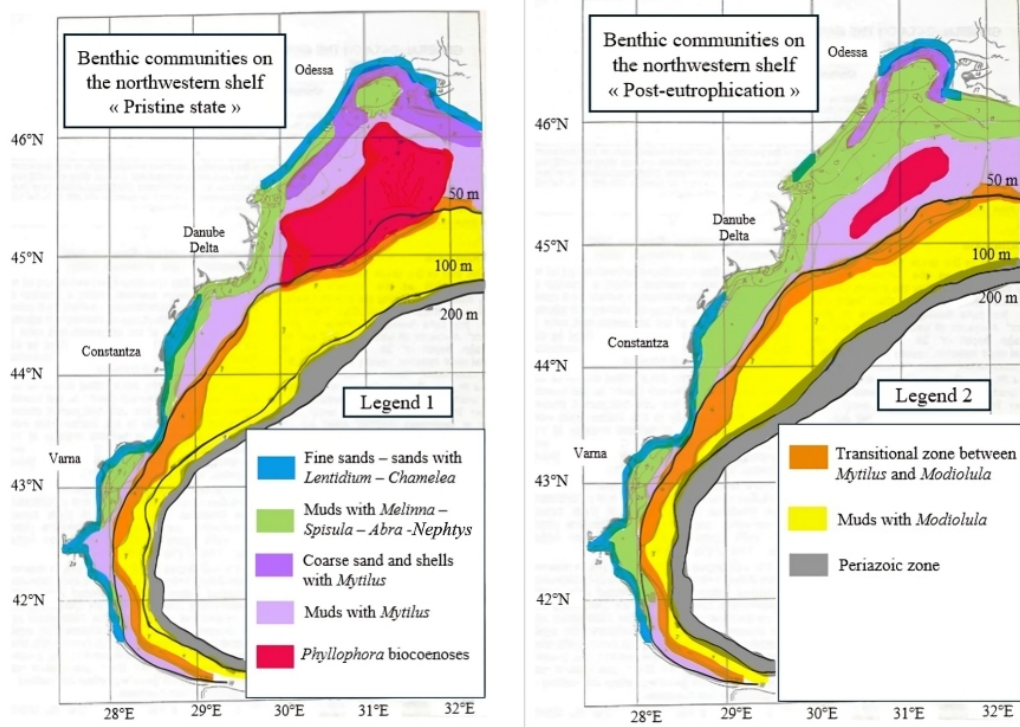 Benthic communities on
the northwestern shelf
« Pristine state »
Odessa
46°N
50 m
Danube
Delta
45°N
100 m
200 m
Constantza
44°N
Legend 1
Varna
Fine sands – sands with
Lentidium – Chamelea
43°N
Muds with Melinna –
Spisula – Abra -Nephtys
Coarse sand and shells
with Mytilus
42°N
Muds with Mytilus
Phyllophora biocoenoses
28°E
29°E
30°E
31°E
32°E
Benthic communities on
the northwestern shelf
« Post-eutrophication »
Odessa
46°N
50 m
Danube
Delta
45°N
100 m
200 m
Constantza
44°N
Legend 2
Varna
Transitional zone between
Mytilus and Modiolula
43°N
Muds with Modiolula
Periazoic zone
42°N
28°E
29°E
30°E
31°E
32°E